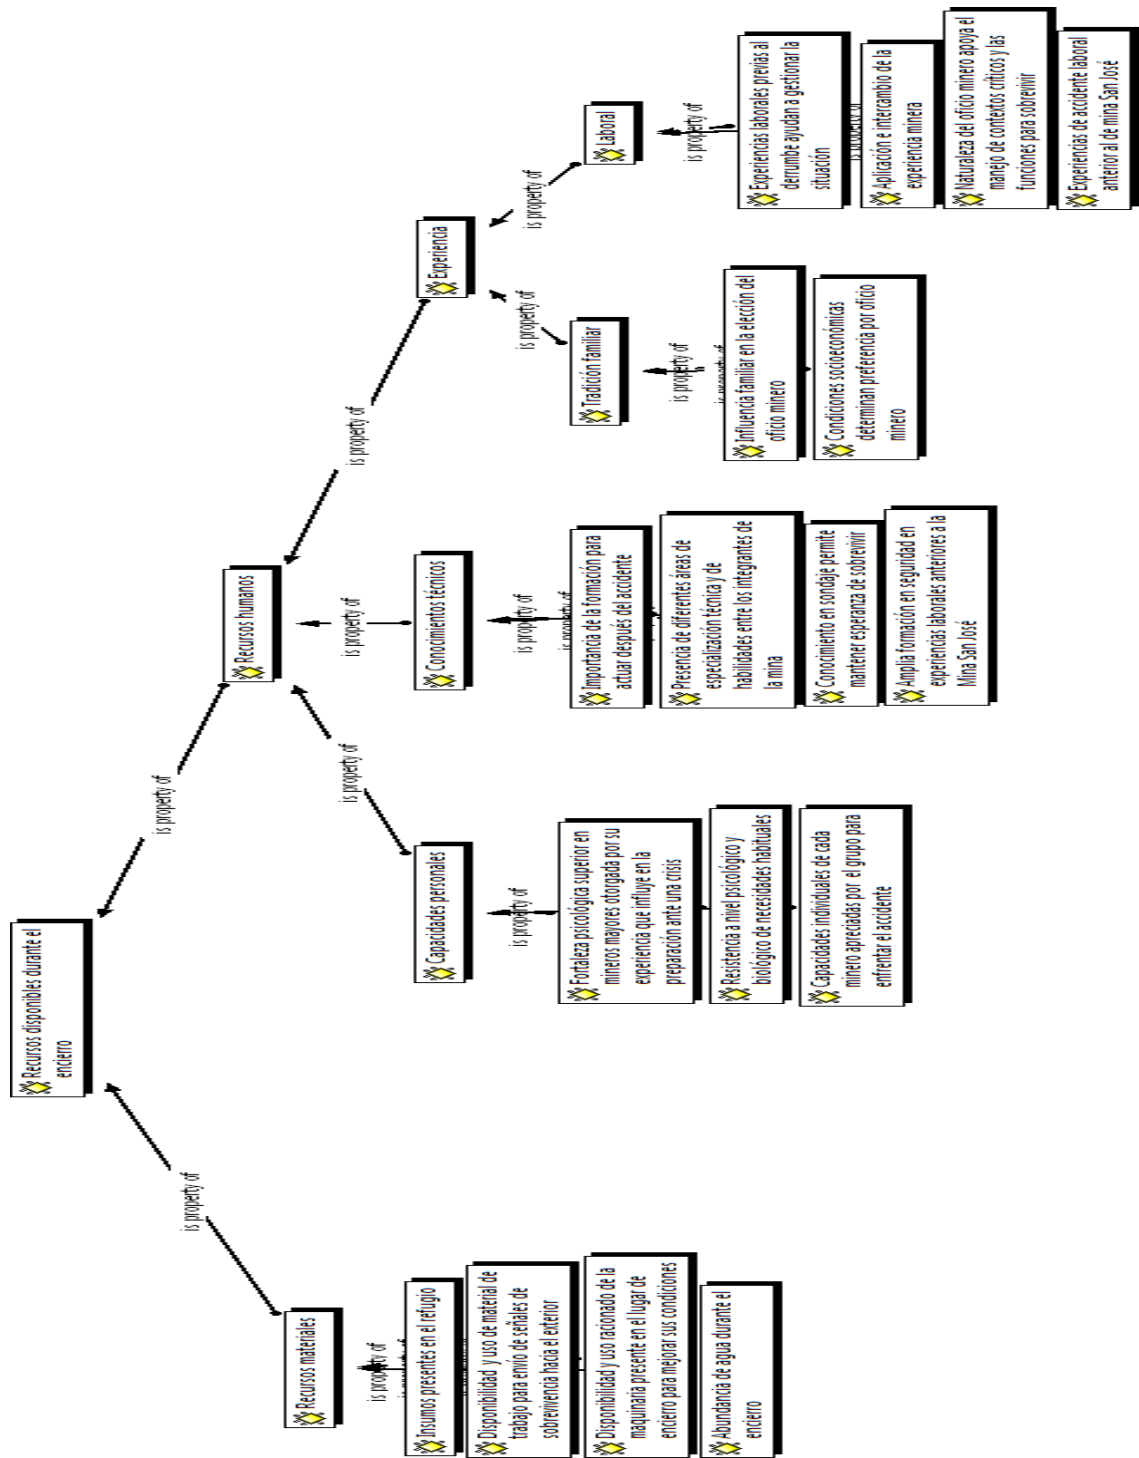 Recursos disponibles durante el
encierro
is property of
is property of
Recursos materiales
is property of
Insumos presentes en el refugio
Disponibilidad y uso de material de
trabajo para envío de señales de
sobrevivencia hacia el exterior
Disponibilidad y uso racionado de la
maquinaria presente en el lugar de
encierro para mejorar sus condiciones
Abundancia de agua durante el
encierro
Recursos humanos
is property of
is property of
is property of
Capacidades personales
is property of
Fortaleza psicológica superior en
mineros mayores otorgada por su
experiencia que influye en la
preparación ante una crisis
Resistencia a nivel psicológico y
biológico de necesidades habituales
Capacidades individuales de cada
minero apreciadas por el grupo para
enfrentar el accidente
Conocimientos técnicos
is property of
is property of
Importancia de la formación para
actuar después del accidente
Presencia de diferentes áreas de
especialización técnica y de
habilidades entre los integrantes de
la mina
Conocimiento en sondaje permite
mantener esperanza de sobrevivir
Amplia formación en seguridad en
experiencias laborales anteriores a la
Mina San José
Experiencia
is property of
is property of
Tradición familiar
is property of
is property of
Influencia familiar en la elección del
oficio minero
Condiciones socioeconómicas
determinan preferencia por oficio
minero
Laboral
is property of
is property of
Experiencias laborales previas al
derrumbe ayudan a gestionar la
situación
Aplicación e intercambio de la
experiencia minera
Naturaleza del oficio minero apoya el
manejo de contextos críticos y las
funciones para sobrevivir
Experiencias de accidente laboral
anterior al de mina San José